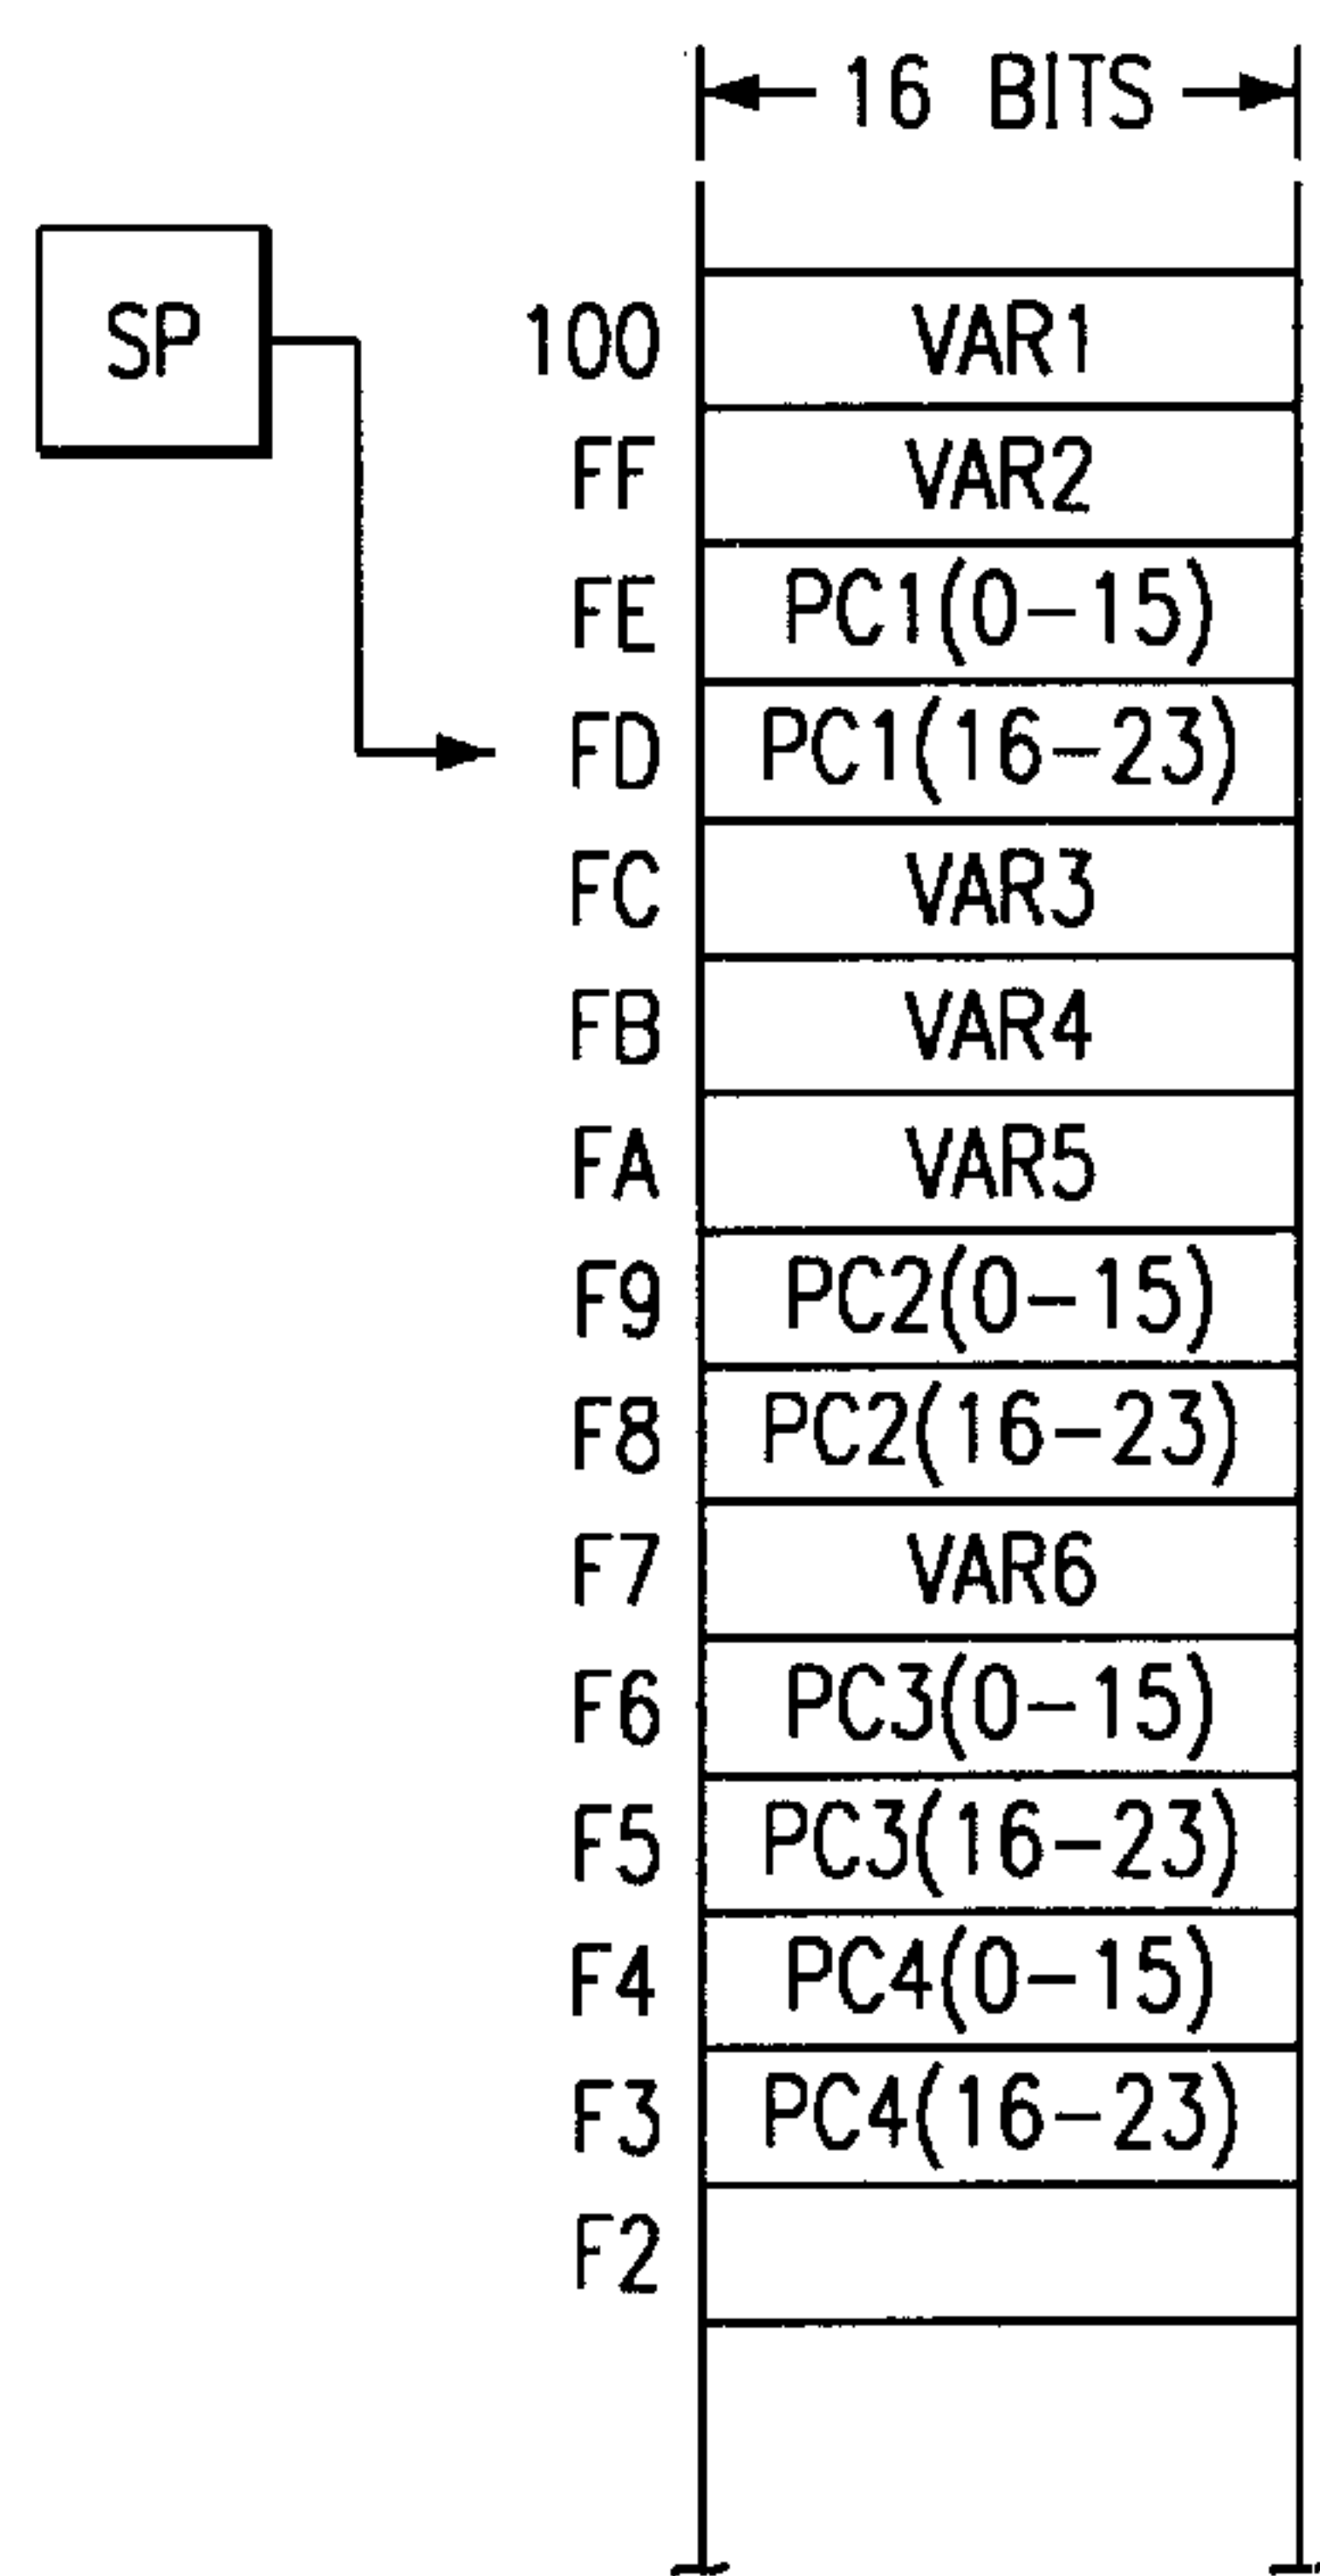 16 BITS
SP
100 VAR1
FF VAR2
FE PC1(0-15)
FD PC1(16-23)
FC VAR3
FB VAR4
FA VAR5
F9 PC2(0-15)
F8 PC2(16-23)
F7 VAR6
F6 PC3(0-15)
F5 PC3(16-23)
F4 PC4(0-15)
F3 PC4(16-23)
F2